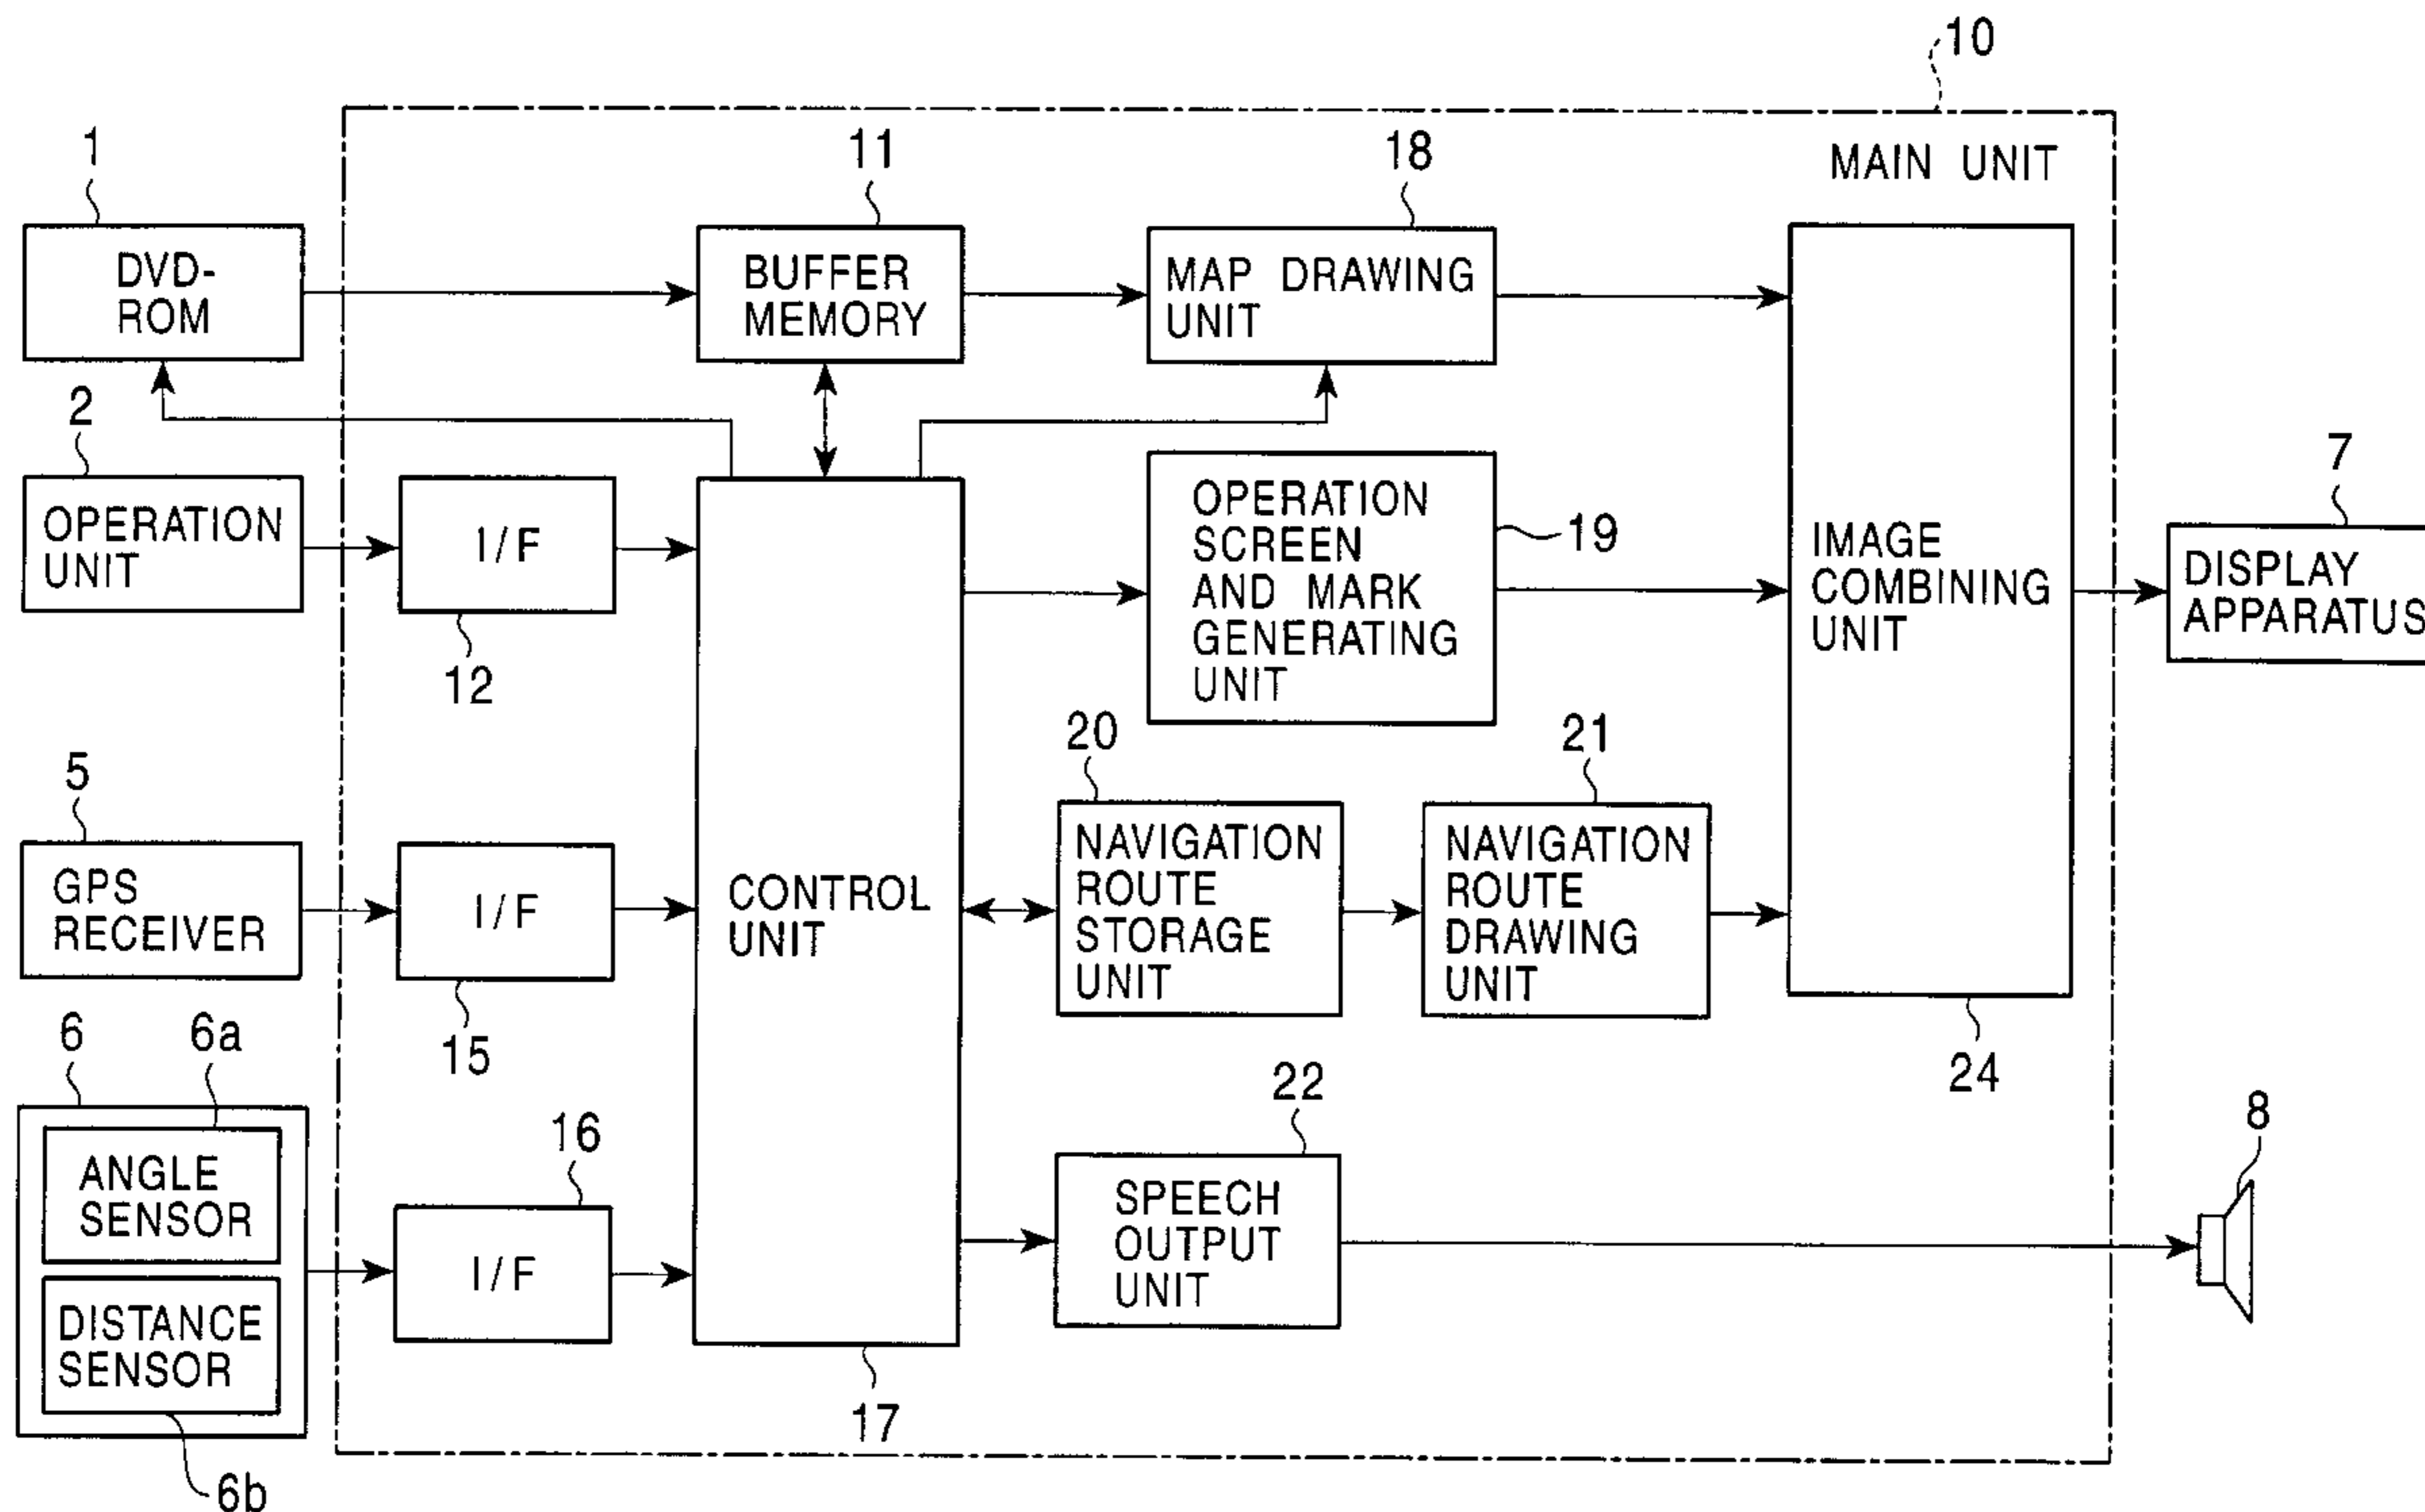 10
MAIN UNIT
1
DVD-
ROM
11
BUFFER
MEMORY
18
MAP DRAWING
UNIT
2
OPERATION
UNIT
I/F
12
OPERATION
SCREEN
AND MARK
GENERATING
UNIT
19
IMAGE
COMBINING
UNIT
24
7
DISPLAY
APPARATUS
5
GPS
RECEIVER
I/F
15
CONTROL
UNIT
17
20
NAVIGATION
ROUTE
STORAGE
UNIT
21
NAVIGATION
ROUTE
DRAWING
UNIT
6
6a
ANGLE
SENSOR
DISTANCE
SENSOR
6b
16
I/F
22
SPEECH
OUTPUT
UNIT
8